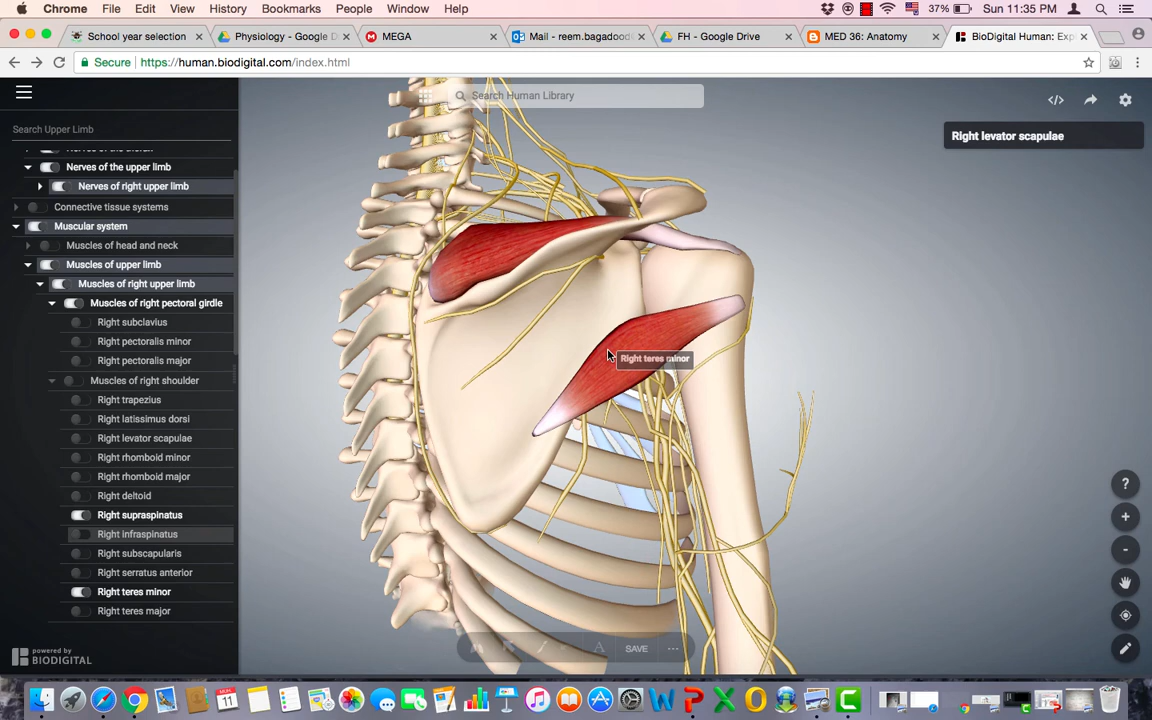 Chrome File Edit View History Bookmarks People Window Help 37% Sun 11:35 PM
School year selection Physiology - Google D MEGA Mail - reem.bagadood FH - Google Drive MED 36: Anatomy BioDigital Human: Exp
Secure https://human.biodigital.com/index.html
Search Human Library
Search Upper Limb
Right levator scapulae
Nerves of the upper limb
Nerves of right upper limb
Connective tissue systems
Muscular system
Muscles of head and neck
Muscles of upper limb
Muscles of right upper limb
Muscles of right pectoral girdle
Right subclavius
Right pectoralis minor
Right pectoralis major
Muscles of right shoulder
Right trapezius
Right latissimus dorsi
Right levator scapulae
Right rhomboid minor
Right rhomboid major
Right deltoid
Right supraspinatus
Right infraspinatus
Right subscapularis
Right serratus anterior
Right teres minor
Right teres major
Right teres minor
powered by
BIODIGITAL
SAVE